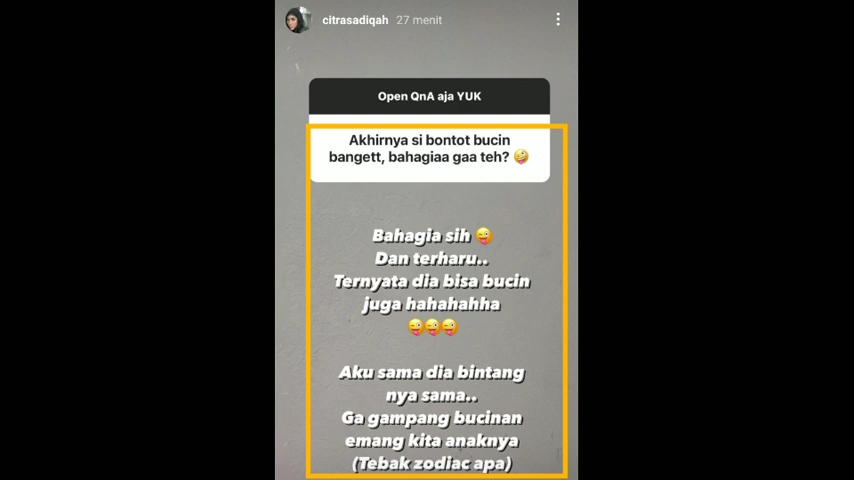 citrasadiqah 27 menit
Open QnA aja YUK
Akhirnya si bontot bucin
bangett, bahagiaa gaa teh? 🤪
Bahagia sih 😜
Dan terharu..
Ternyata dia bisa bucin
juga hahahahha
😜😜😜
Aku sama dia bintang
nya sama..
Ga gampang bucinan
emang kita anaknya
(Tebak zodiac apa)